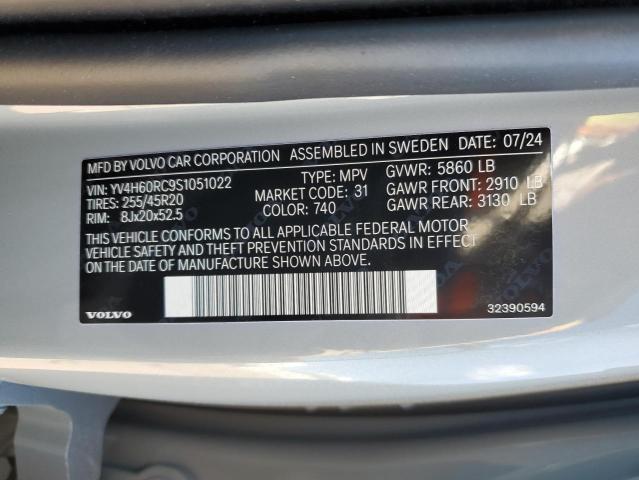 MFD BY VOLVO CAR CORPORATION ASSEMBLED IN SWEDEN DATE: 07/24
VIN: YV4H60RC9S1051022 TYPE: MPV GVWR: 5860 LB
TIRES: 255/45R20 MARKET CODE: 31 GAWR FRONT: 2910 LB
RIM: 8Jx20x52.5 COLOR: 740 GAWR REAR: 3130 LB
THIS VEHICLE CONFORMS TO ALL APPLICABLE FEDERAL MOTOR
VEHICLE SAFETY AND THEFT PREVENTION STANDARDS IN EFFECT
ON THE DATE OF MANUFACTURE SHOWN ABOVE.
VOLVO 32390594